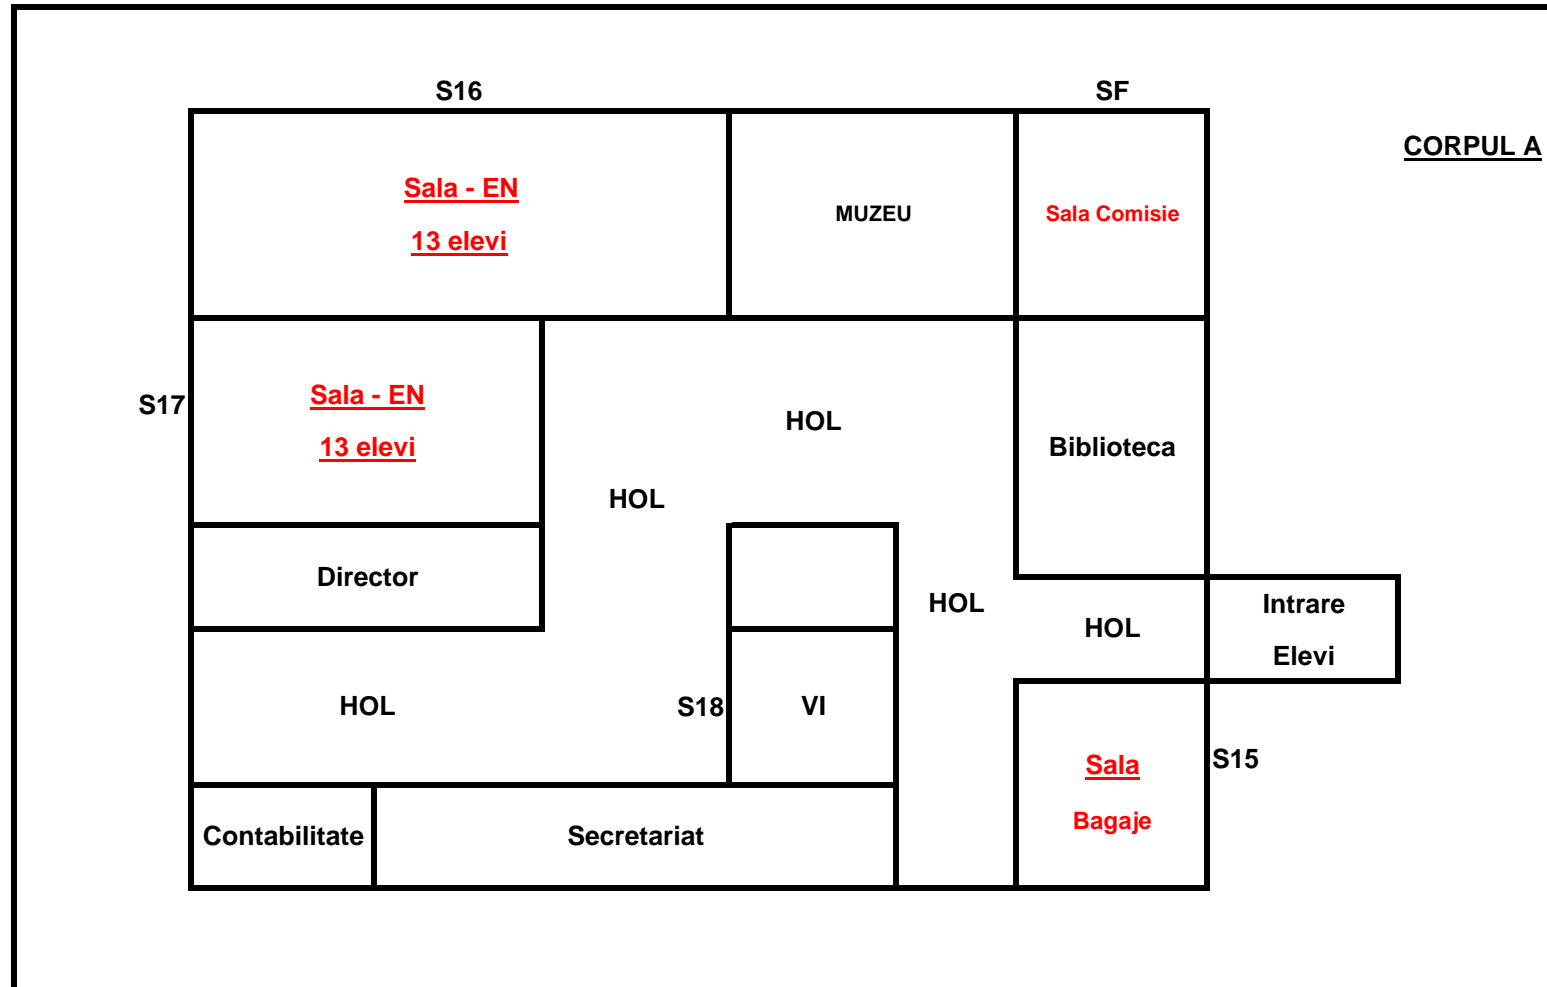 S16
SF
CORPUL A
Sala - EN
13 elevi
MUZEU
Sala Comisie
S17
Sala - EN
13 elevi
HOL
Biblioteca
HOL
Director
HOL
HOL
Intrare
Elevi
HOL
S18
VI
Sala
Bagaje
S15
Contabilitate
Secretariat